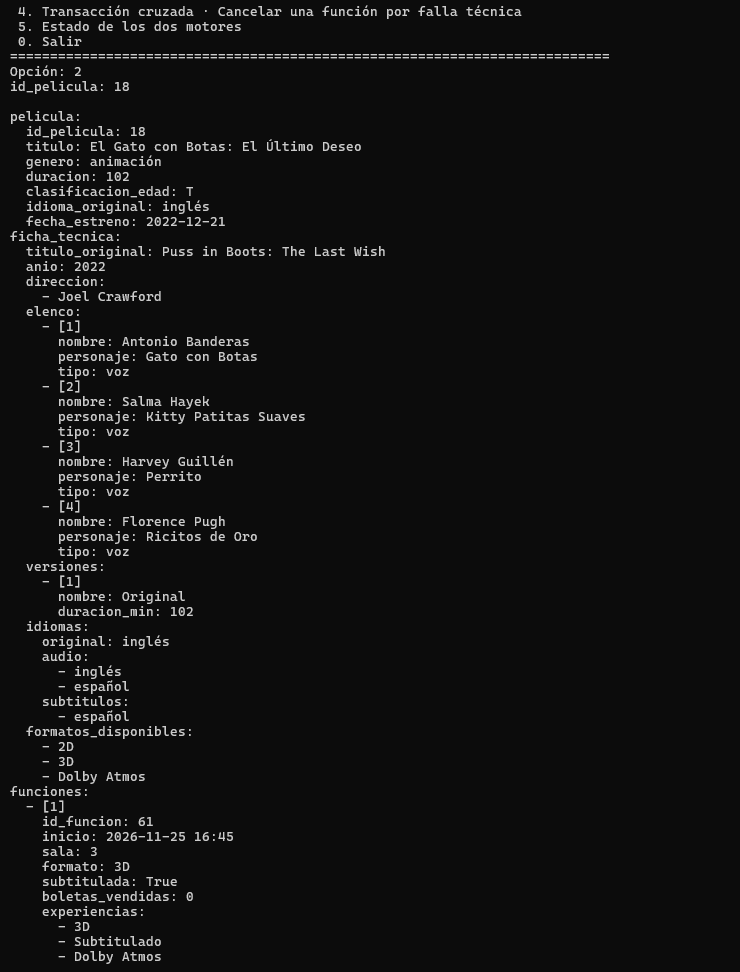 4. Transacción cruzada · Cancelar una función por falla técnica
5. Estado de los dos motores
0. Salir
===========================================================================
Opción: 2
id_pelicula: 18
pelicula:
id_pelicula: 18
titulo: El Gato con Botas: El Último Deseo
genero: animación
duracion: 102
clasificacion_edad: T
idioma_original: inglés
fecha_estreno: 2022-12-21
ficha_tecnica:
titulo_original: Puss in Boots: The Last Wish
anio: 2022
direccion:
- Joel Crawford
elenco:
- [1]
nombre: Antonio Banderas
personaje: Gato con Botas
tipo: voz
- [2]
nombre: Salma Hayek
personaje: Kitty Patitas Suaves
tipo: voz
- [3]
nombre: Harvey Guillén
personaje: Perrito
tipo: voz
- [4]
nombre: Florence Pugh
personaje: Ricitos de Oro
tipo: voz
versiones:
- [1]
nombre: Original
duracion_min: 102
idiomas:
original: inglés
audio:
- inglés
- español
subtitulos:
- español
formatos_disponibles:
- 2D
- 3D
- Dolby Atmos
funciones:
- [1]
id_funcion: 61
inicio: 2026-11-25 16:45
sala: 3
formato: 3D
subtitulada: True
boletas_vendidas: 0
experiencias:
- 3D
- Subtitulado
- Dolby Atmos